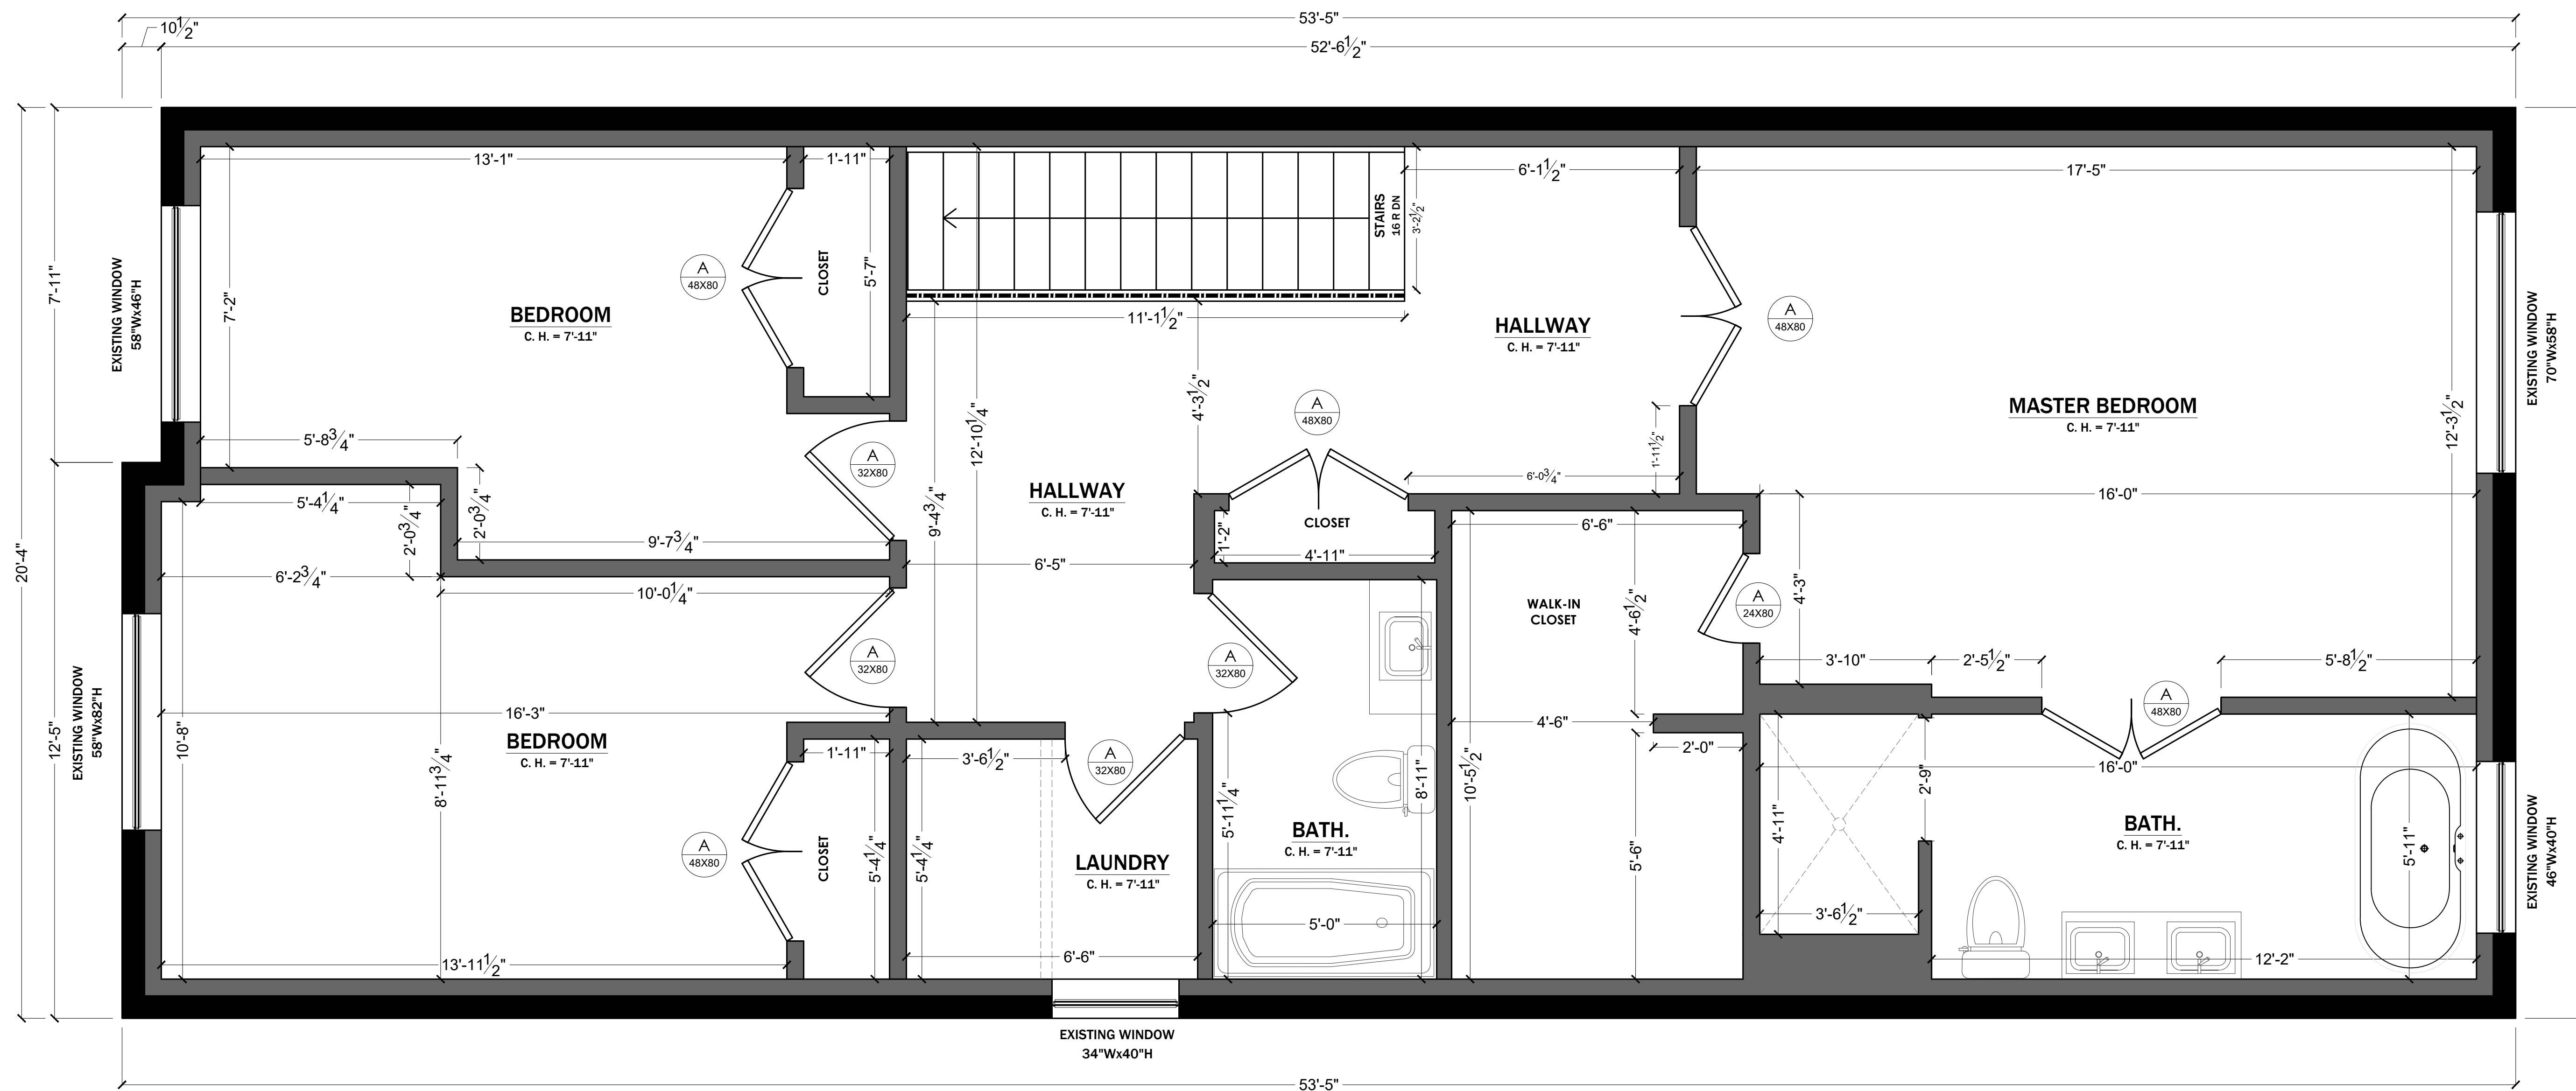 53'-5"
10 1/2"
52'-6 1/2"
13'-1"
1'-11"
6'-1 1/2"
17'-5"
STAIRS
16 R DN
3'-2 1/2"
7'-11"
EXISTING WINDOW
58"Wx46"H
7'-2"
A
48X80
CLOSET
5'-7"
BEDROOM
C. H. = 7'-11"
11'-1 1/2"
HALLWAY
C. H. = 7'-11"
A
48X80
EXISTING WINDOW
70"Wx58"H
MASTER BEDROOM
C. H. = 7'-11"
12'-3 1/2"
4'-3 1/2"
12'-10 1/4"
A
48X80
1'-11 1/2"
5'-8 3/4"
A
32X80
6'-0 3/4"
5'-4 1/4"
2'-0 3/4"
2'-0 3/4"
9'-7 3/4"
9'-4 3/4"
HALLWAY
C. H. = 7'-11"
16'-0"
1'-2"
CLOSET
4'-11"
6'-6"
20'-4"
6'-2 3/4"
10'-0 1/4"
6'-5"
WALK-IN
CLOSET
4'-6 1/2"
A
24X80
4'-3"
A
32X80
A
32X80
3'-10"
2'-5 1/2"
5'-8 1/2"
12'-5"
EXISTING WINDOW
58"Wx82"H
10'-8"
16'-3"
BEDROOM
C. H. = 7'-11"
8'-11 3/4"
1'-11"
3'-6 1/2"
A
32X80
4'-6"
2'-0"
A
48X80
16'-0"
2'-9"
A
48X80
CLOSET
5'-4 1/4"
5'-4 1/4"
LAUNDRY
C. H. = 7'-11"
5'-11 1/4"
BATH.
C. H. = 7'-11"
8'-11"
10'-5 1/2"
5'-6"
4'-11"
BATH.
C. H. = 7'-11"
5'-11"
EXISTING WINDOW
46"Wx40"H
3'-6 1/2"
5'-0"
13'-11 1/2"
6'-6"
12'-2"
EXISTING WINDOW
34"Wx40"H
53'-5"